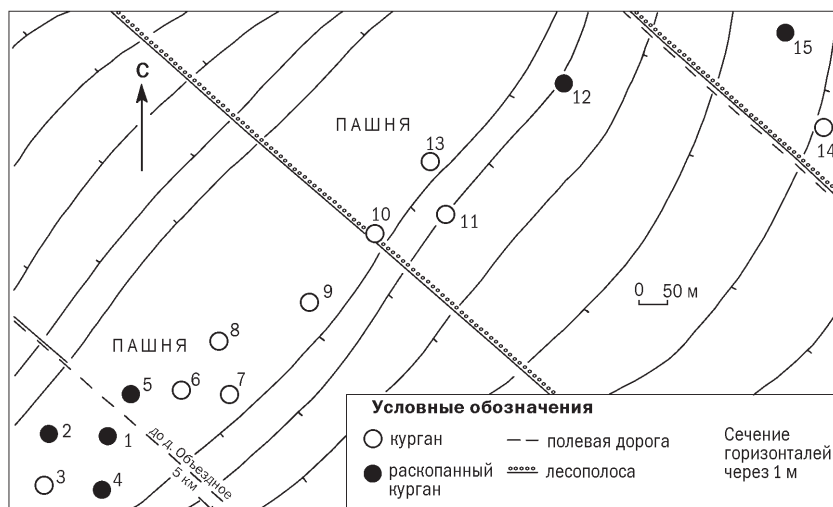 С
15
12
ПАШНЯ
14
13
11
10
0 50 м
9
8
ПАШНЯ
5
6
7
2
1
до д. Объездное
5 км
3
4
Условные обозначения
курган
раскопанный
курган
полевая дорога
лесополоса
Сечение
горизонталей
через 1 м